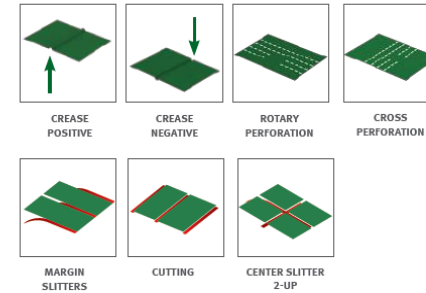 CREASE
POSITIVE
CREASE
NEGATIVE
ROTARY
PERFORATION
CROSS
PERFORATION
MARGIN
SLITTERS
CUTTING
CENTER SLITTER
2-UP